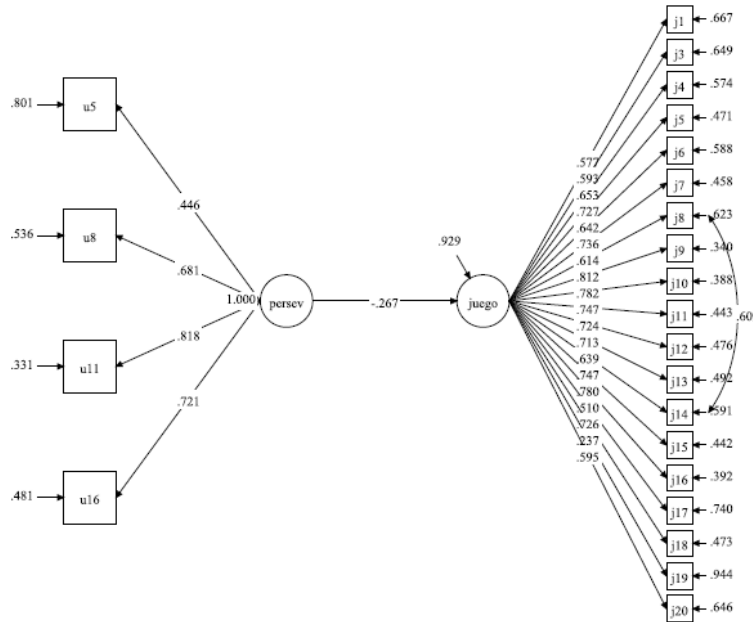 j1 .667
j3 .649
j4 .574
j5 .471
j6 .588
j7 .458
j8 .623
j9 .340
j10 .388
j11 .443
j12 .476
j13 .492
j14 .591
j15 .442
j16 .392
j17 .740
j18 .473
j19 .944
j20 .646
.60
.577
.593
.653
.727
.642
.736
.614
.812
.782
.747
.724
.713
.639
.747
.780
.510
.726
.237
.595
.801 u5
.446
.536 u8
.681
1.000 persev -.267 juego
.929
.331 u11
.818
.721
.481 u16